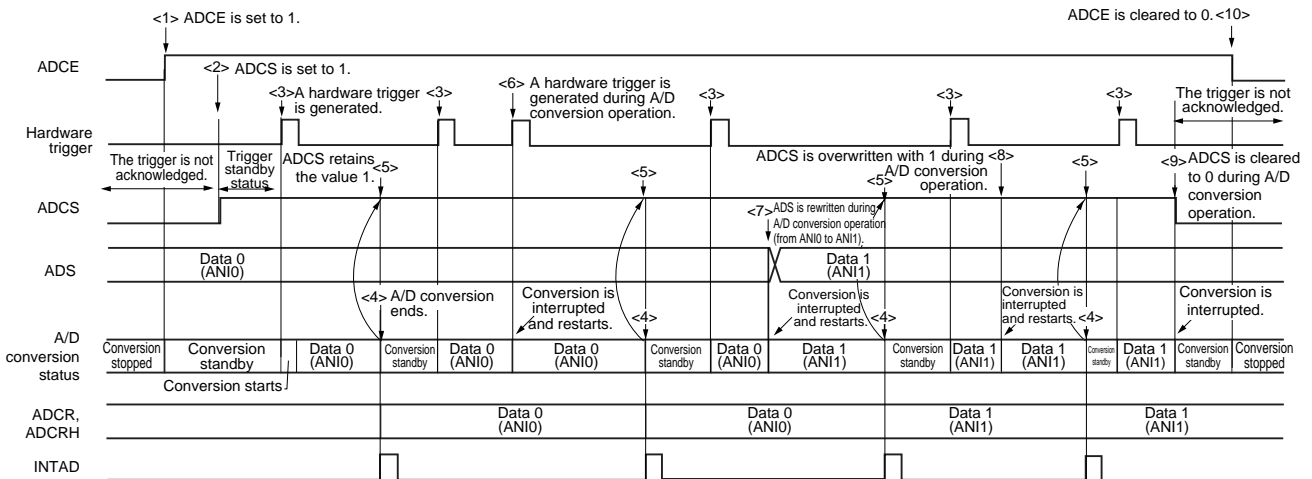 <1> ADCE is set to 1.
ADCE is cleared to 0. <10>
ADCE
<2> ADCS is set to 1.
<3> A hardware trigger
is generated.
<3>
<6> A hardware trigger is
generated during A/D
conversion operation.
<3>
<3>
<3>
The trigger is not
acknowledged.
Hardware
trigger
The trigger is not
acknowledged.
Trigger
standby
status
ADCS retains
the value 1.
<5>
<5>
ADCS is overwritten with 1 during <8>
A/D conversion
operation.
<5>
<5>
<9> ADCS is cleared
to 0 during A/D
conversion
operation.
ADCS
<7> ADS is rewritten during
A/D conversion operation
(from ANI0 to ANI1).
ADS
Data 0
(ANI0)
Data 1
(ANI1)
<4> A/D conversion
ends.
Conversion is
interrupted
and restarts.
<4>
Conversion is
interrupted
and restarts.
<4>
Conversion is
interrupted
and restarts.
<4>
Conversion is
interrupted.
A/D
conversion
status
Conversion
stopped
Conversion
standby
Conversion starts
Data 0
(ANI0)
Conversion
standby
Data 0
(ANI0)
Data 0
(ANI0)
Conversion
standby
Data 0
(ANI0)
Data 1
(ANI1)
Conversion
standby
Data 1
(ANI1)
Data 1
(ANI1)
Conversion
standby
Data 1
(ANI1)
Conversion
standby
Conversion
stopped
ADCR,
ADCRH
Data 0
(ANI0)
Data 0
(ANI0)
Data 1
(ANI1)
Data 1
(ANI1)
INTAD